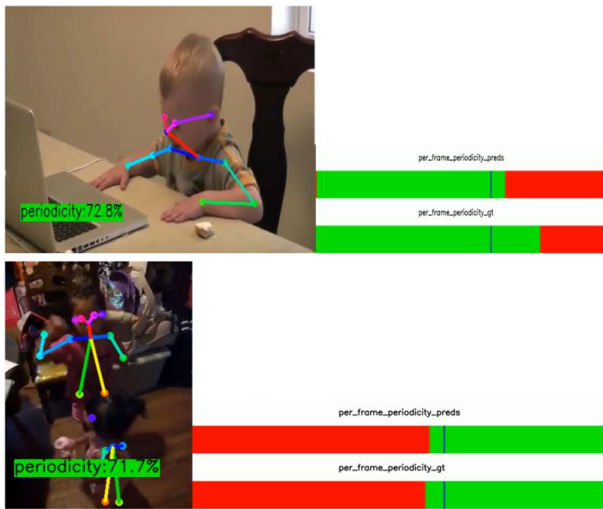 per_frame_periodicity_preds
periodicity:72.8%
per_frame_periodicity_gt
per_frame_periodicity_preds
periodicity:71.7%
per_frame_periodicity_gt